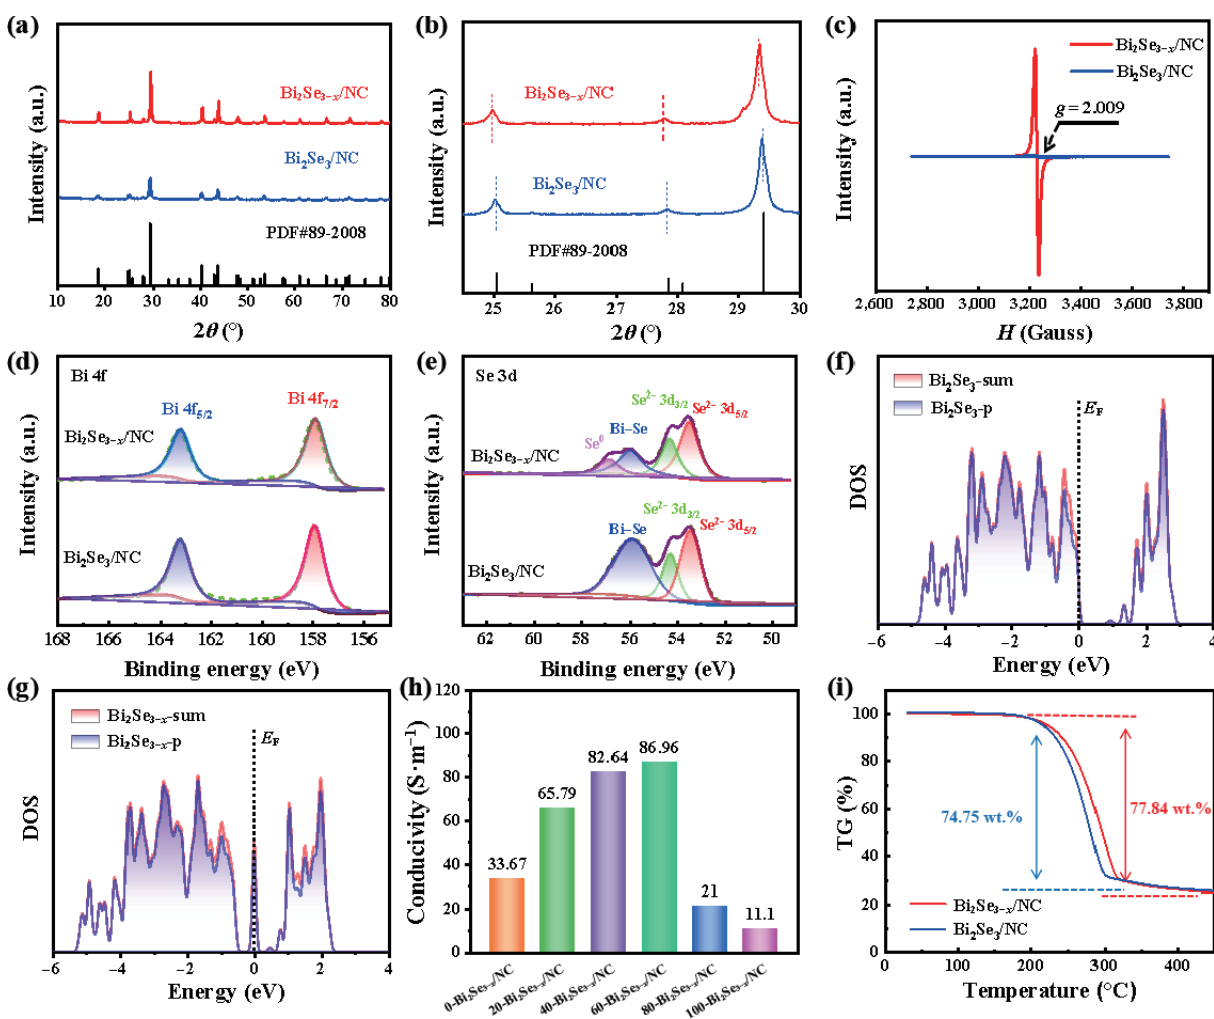 (a)
Intensity (a.u.)
Bi₂Se₃₋ₓ/NC
Bi₂Se₃/NC
PDF#89-2008
10 20 30 40 50 60 70 80
2θ (°)
(b)
Intensity (a.u.)
Bi₂Se₃₋ₓ/NC
Bi₂Se₃/NC
PDF#89-2008
25 26 27 28 29 30
2θ (°)
(c)
Intensity (a.u.)
Bi₂Se₃₋ₓ/NC
Bi₂Se₃/NC
g = 2.009
2,600 3,000 3,400 3,800
H (Gauss)
(d)
Intensity (a.u.)
Bi 4f
Bi 4f₅/₂
Bi 4f₇/₂
Bi₂Se₃₋ₓ/NC
Bi₂Se₃/NC
168 164 162 160 158 156
Binding energy (eV)
(e)
Intensity (a.u.)
Se 3d
Se²⁻ 3d₃/₂
Se²⁻ 3d₅/₂
Se⁰
Bi–Se
Bi₂Se₃₋ₓ/NC
Se²⁻ 3d₃/₂
Bi–Se
Se²⁻ 3d₅/₂
Bi₂Se₃/NC
62 60 58 56 54 52 50
Binding energy (eV)
(f)
DOS
Bi₂Se₃-sum
Bi₂Se₃-p
E_F
−6 −4 −2 0 2 4
Energy (eV)
(g)
DOS
Bi₂Se₃₋ₓ-sum
Bi₂Se₃₋ₓ-p
E_F
−6 −4 −2 0 2 4
Energy (eV)
(h)
Conducivity (S·m⁻¹)
120
100
80
60
40
20
0
33.67
65.79
82.64
86.96
21
11.1
0-Bi₂Se₃₋ₓ/NC
20-Bi₂Se₃₋ₓ/NC
40-Bi₂Se₃₋ₓ/NC
60-Bi₂Se₃₋ₓ/NC
80-Bi₂Se₃₋ₓ/NC
100-Bi₂Se₃₋ₓ/NC
(i)
TG (%)
100
80
60
40
20
0
74.75 wt.%
77.84 wt.%
Bi₂Se₃₋ₓ/NC
Bi₂Se₃/NC
0 100 200 300 400
Temperature (°C)